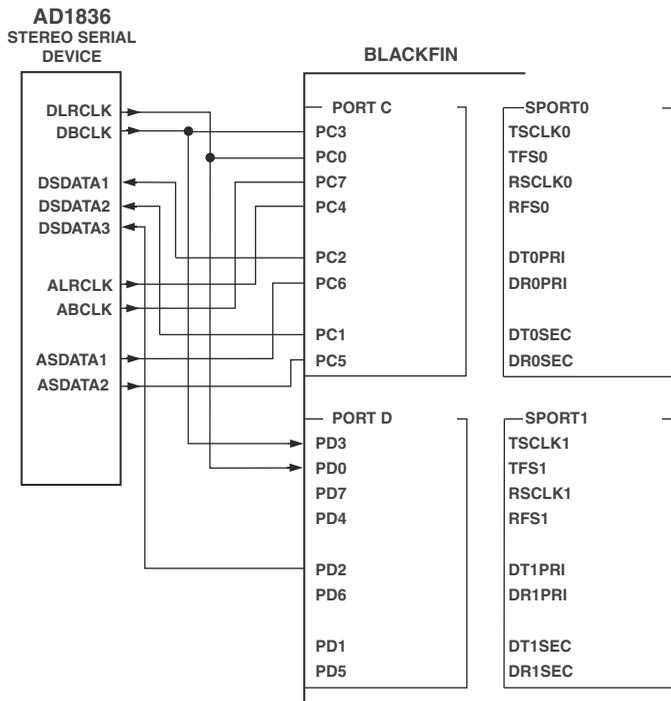 AD1836
STEREO SERIAL
DEVICE
DLRCLK
DBCLK
DSDATA1
DSDATA2
DSDATA3
ALRCLK
ABCLK
ASDATA1
ASDATA2
BLACKFIN
PORT C
PC3
PC0
PC7
PC4
PC2
PC6
PC1
PC5
SPORT0
TSCLK0
TFS0
RSCLK0
RFS0
DT0PRI
DR0PRI
DT0SEC
DR0SEC
PORT D
PD3
PD0
PD7
PD4
PD2
PD6
PD1
PD5
SPORT1
TSCLK1
TFS1
RSCLK1
RFS1
DT1PRI
DR1PRI
DT1SEC
DR1SEC